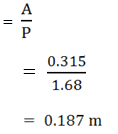 = A/P
= 0.315/1.68
= 0.187 m